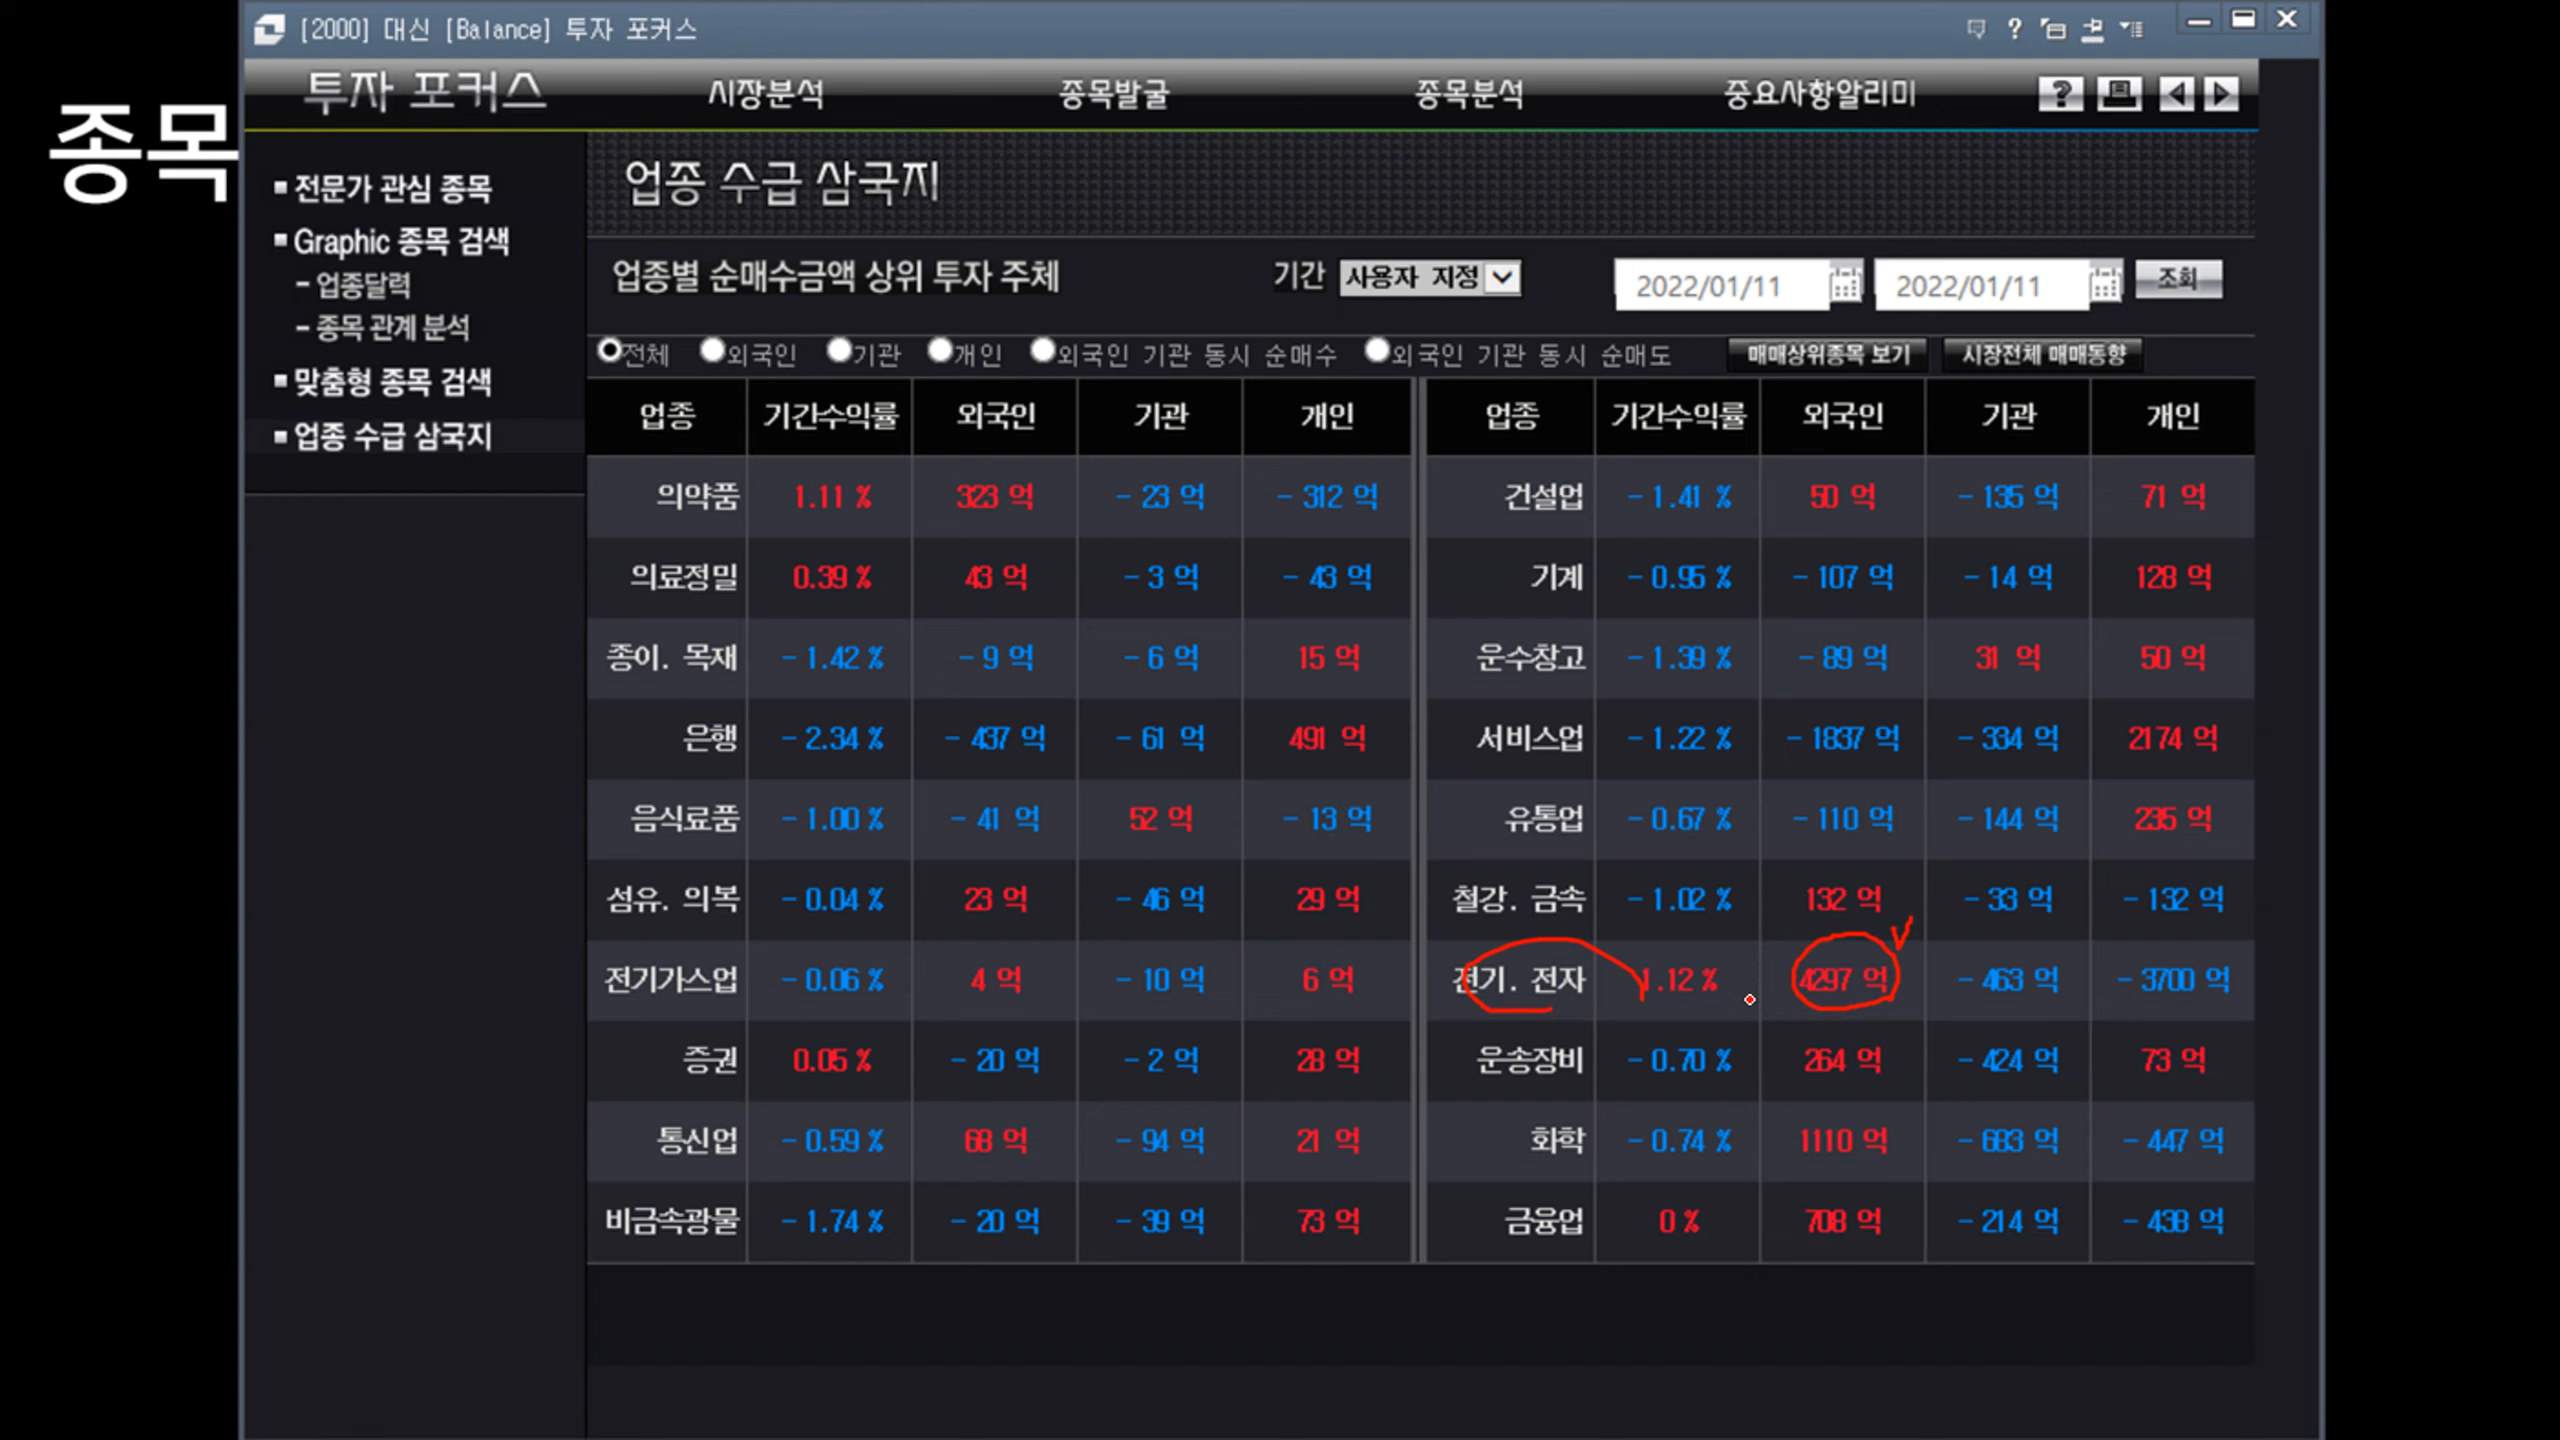 [2000] 대신 [Balance] 투자 포커스
투자 포커스 시장분석 종목발굴 종목분석 중요사항알리미
종목
전문가 관심 종목
Graphic 종목 검색
- 업종달력
- 종목 관계 분석
맞춤형 종목 검색
업종 수급 삼국지
업종 수급 삼국지
업종별 순매수금액 상위 투자 주체 기간 사용자 지정 2022/01/11 2022/01/11 조회
전체 외국인 기관 개인 외국인 기관 동시 순매수 외국인 기관 동시 순매도 매매상위종목 보기 시장전체 매매동향
업종 기간수익률 외국인 기관 개인 업종 기간수익률 외국인 기관 개인
의약품 1.11 % 323 억 - 23 억 - 312 억 건설업 - 1.41 % 50 억 - 135 억 71 억
의료정밀 0.39 % 43 억 - 3 억 - 43 억 기계 - 0.95 % - 107 억 - 14 억 128 억
종이. 목재 - 1.42 % - 9 억 - 6 억 15 억 운수창고 - 1.39 % - 89 억 31 억 50 억
은행 - 2.34 % - 437 억 - 61 억 491 억 서비스업 - 1.22 % - 1837 억 - 334 억 2174 억
음식료품 - 1.00 % - 41 억 52 억 - 13 억 유통업 - 0.67 % - 110 억 - 144 억 235 억
섬유. 의복 - 0.04 % 23 억 - 46 억 29 억 철강. 금속 - 1.02 % 132 억 - 33 억 - 132 억
전기가스업 - 0.06 % 4 억 - 10 억 6 억 전기. 전자 1.12 % 4297 억 - 463 억 - 3700 억
증권 0.05 % - 20 억 - 2 억 28 억 운송장비 - 0.70 % 264 억 - 424 억 73 억
통신업 - 0.59 % 68 억 - 94 억 21 억 화학 - 0.74 % 1110 억 - 683 억 - 447 억
비금속광물 - 1.74 % - 20 억 - 39 억 73 억 금융업 0 % 708 억 - 214 억 - 438 억